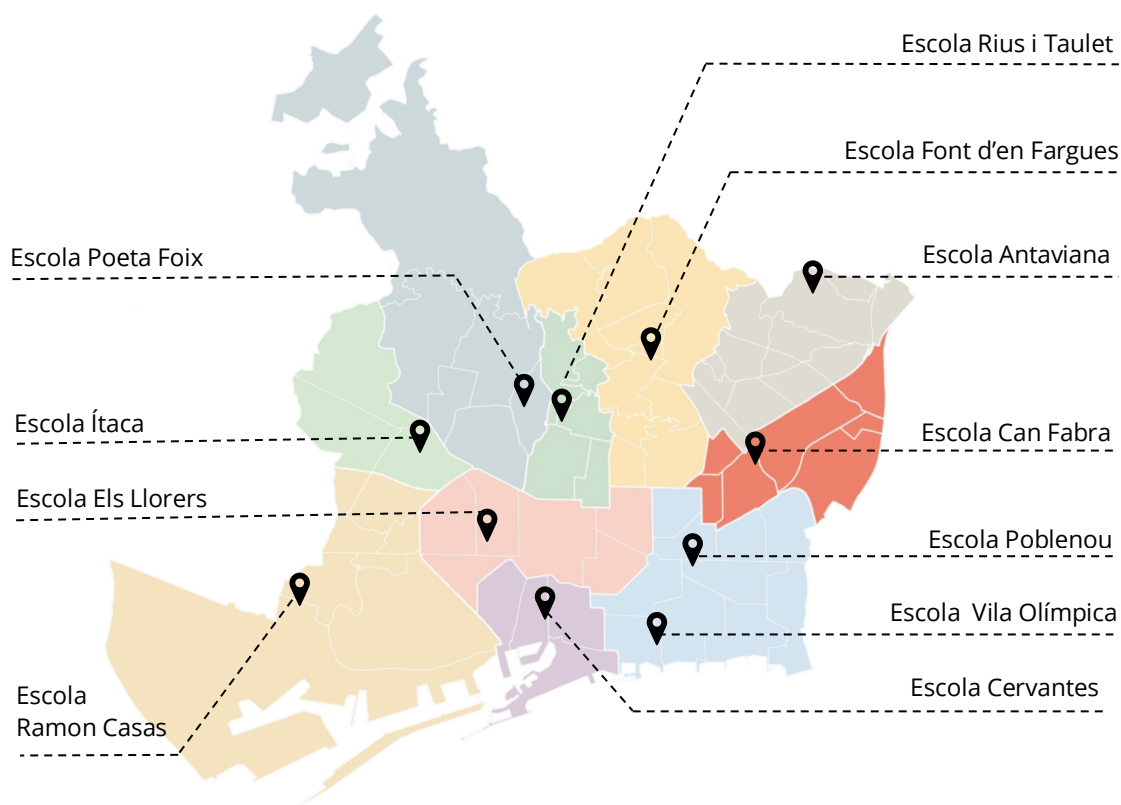 Escola Rius i Taulet
Escola Font d’en Fargues
Escola Antaviana
Escola Poeta Foix
Escola Ítaca
Escola Can Fabra
Escola Els Llorers
Escola Poblenou
Escola Vila Olímpica
Escola Cervantes
Escola
Ramon Casas